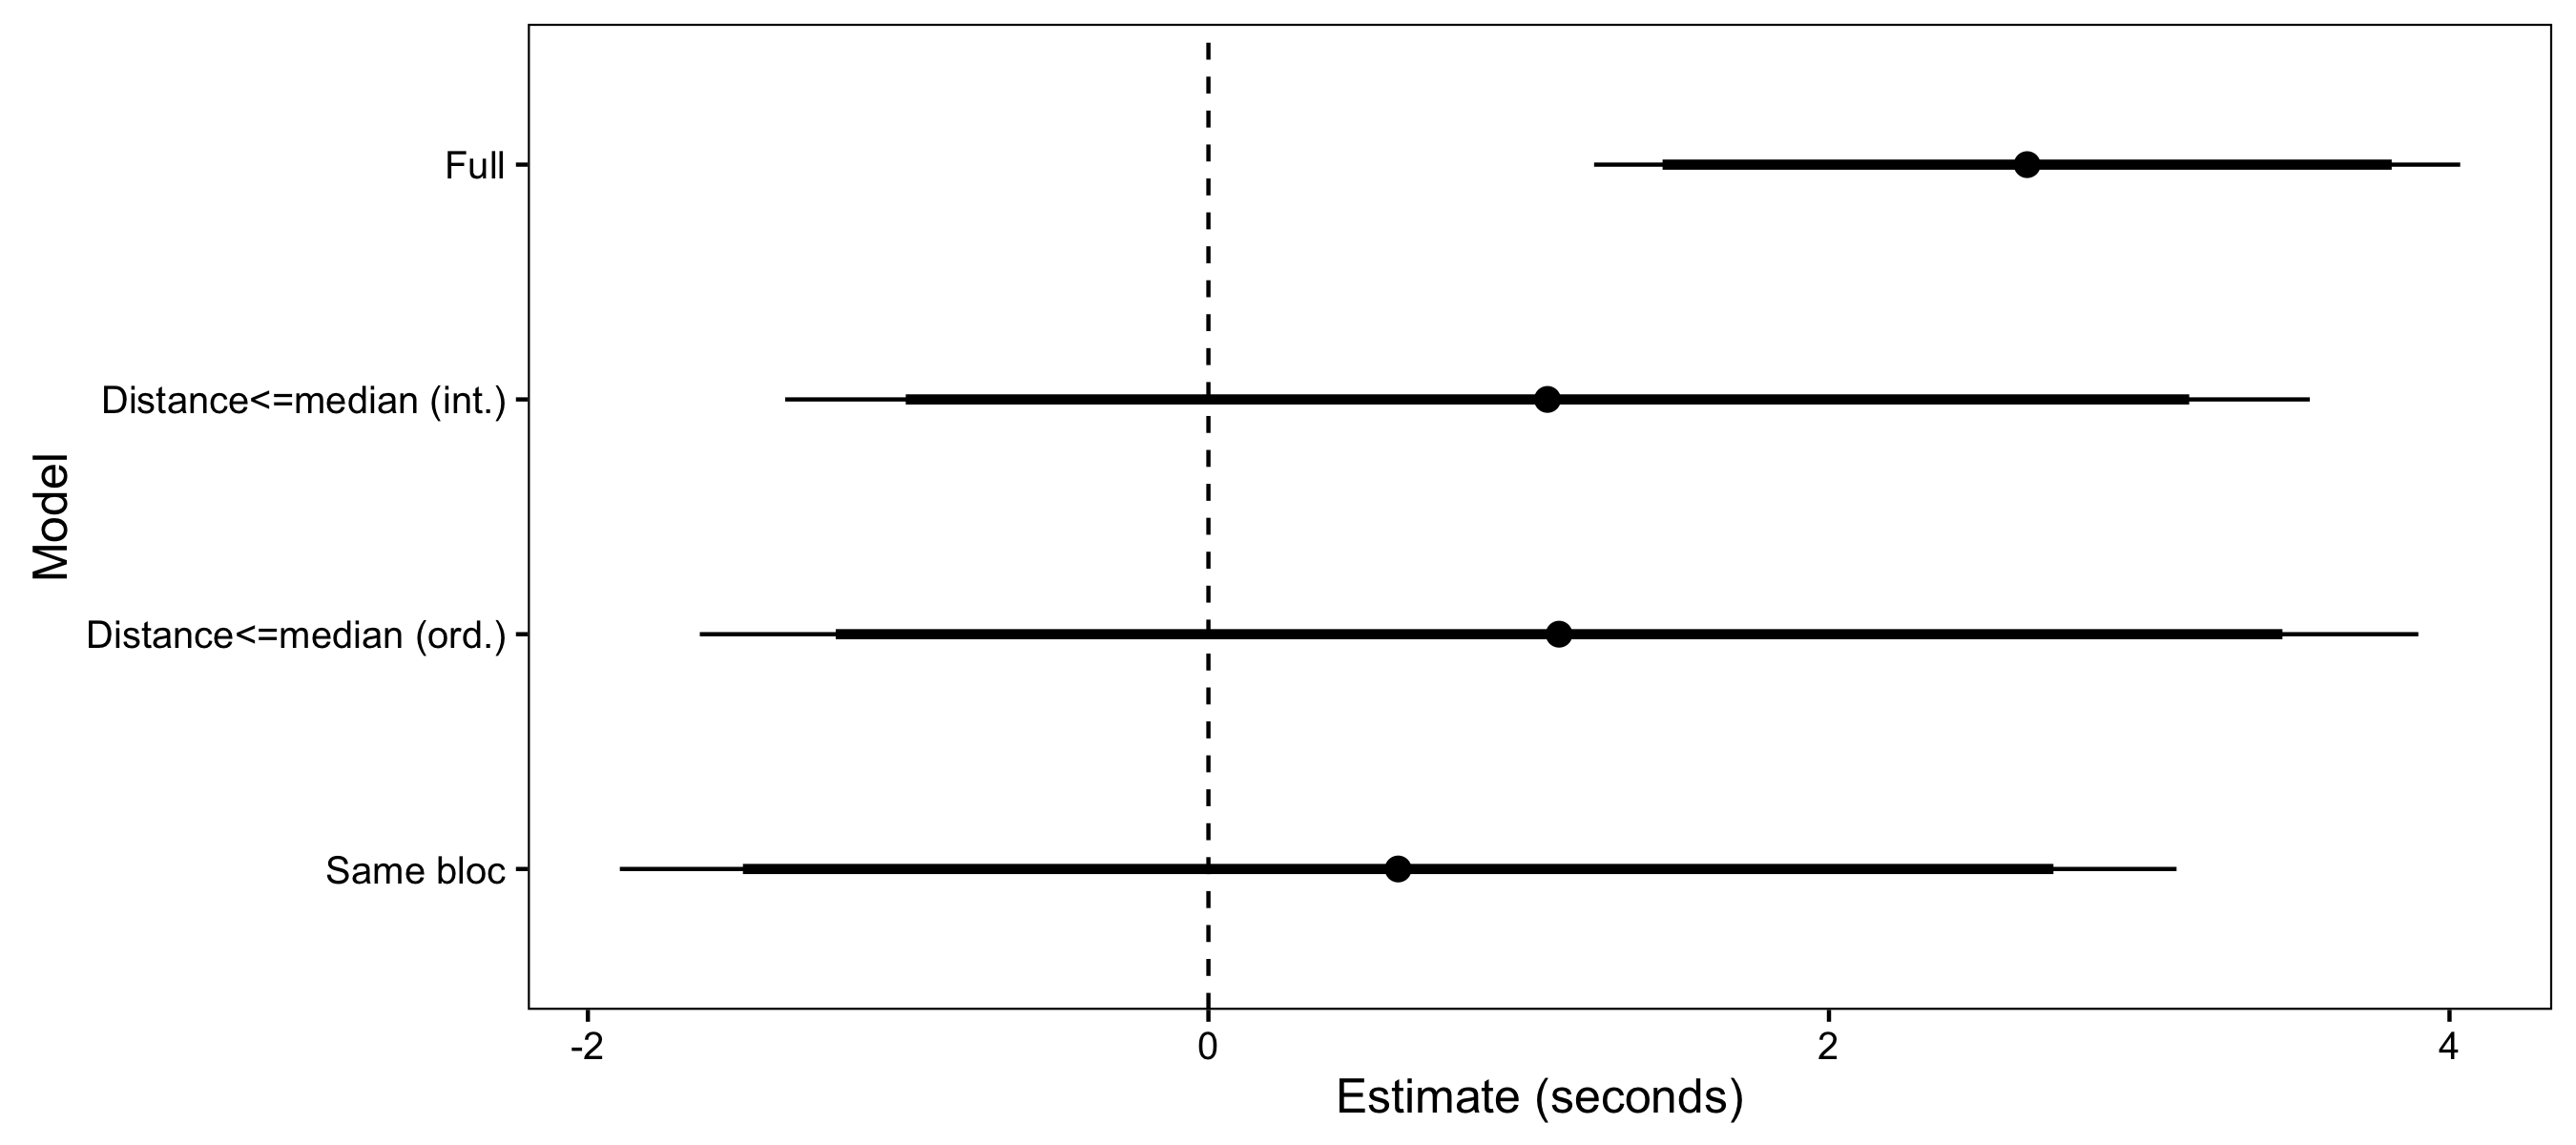 Model
Full
Distance<=median (int.)
Distance<=median (ord.)
Same bloc
-2 0 2 4
Estimate (seconds)